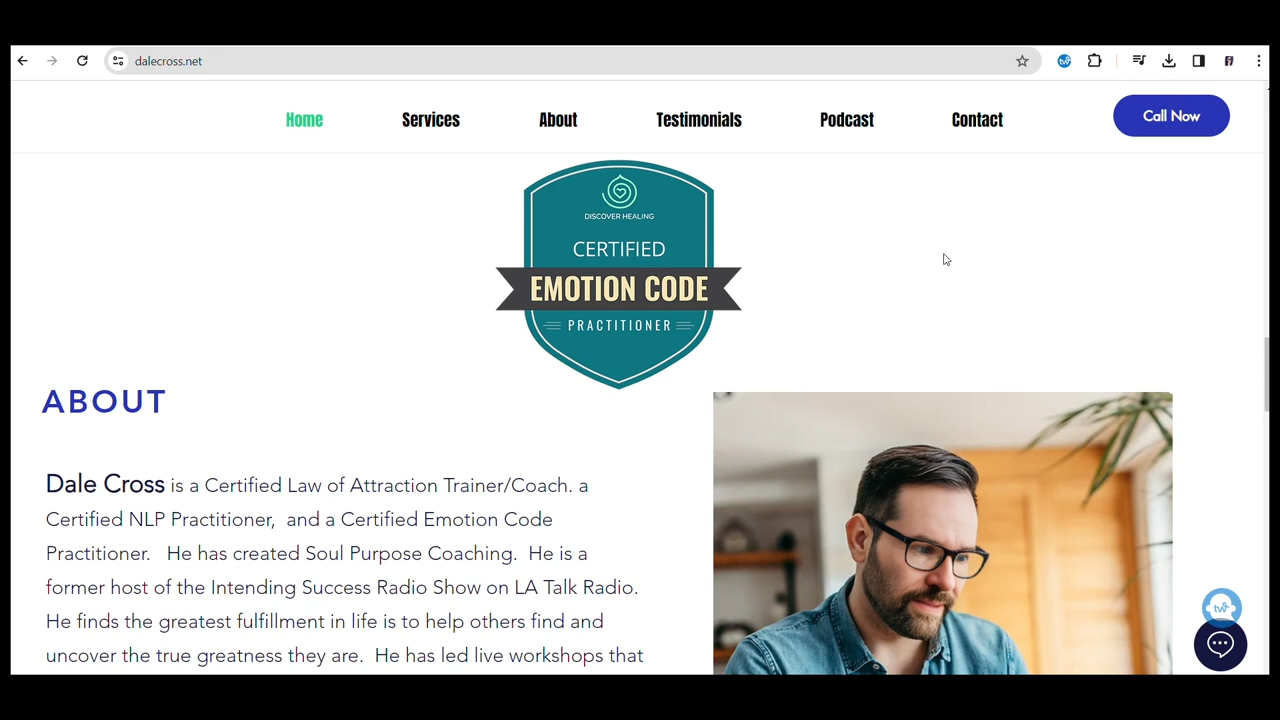 dalecross.net
Home Services About Testimonials Podcast Contact Call Now
DISCOVER HEALING
CERTIFIED
EMOTION CODE
PRACTITIONER
ABOUT
Dale Cross is a Certified Law of Attraction Trainer/Coach. a
Certified NLP Practitioner, and a Certified Emotion Code
Practitioner. He has created Soul Purpose Coaching. He is a
former host of the Intending Success Radio Show on LA Talk Radio.
He finds the greatest fulfillment in life is to help others find and
uncover the true greatness they are. He has led live workshops that